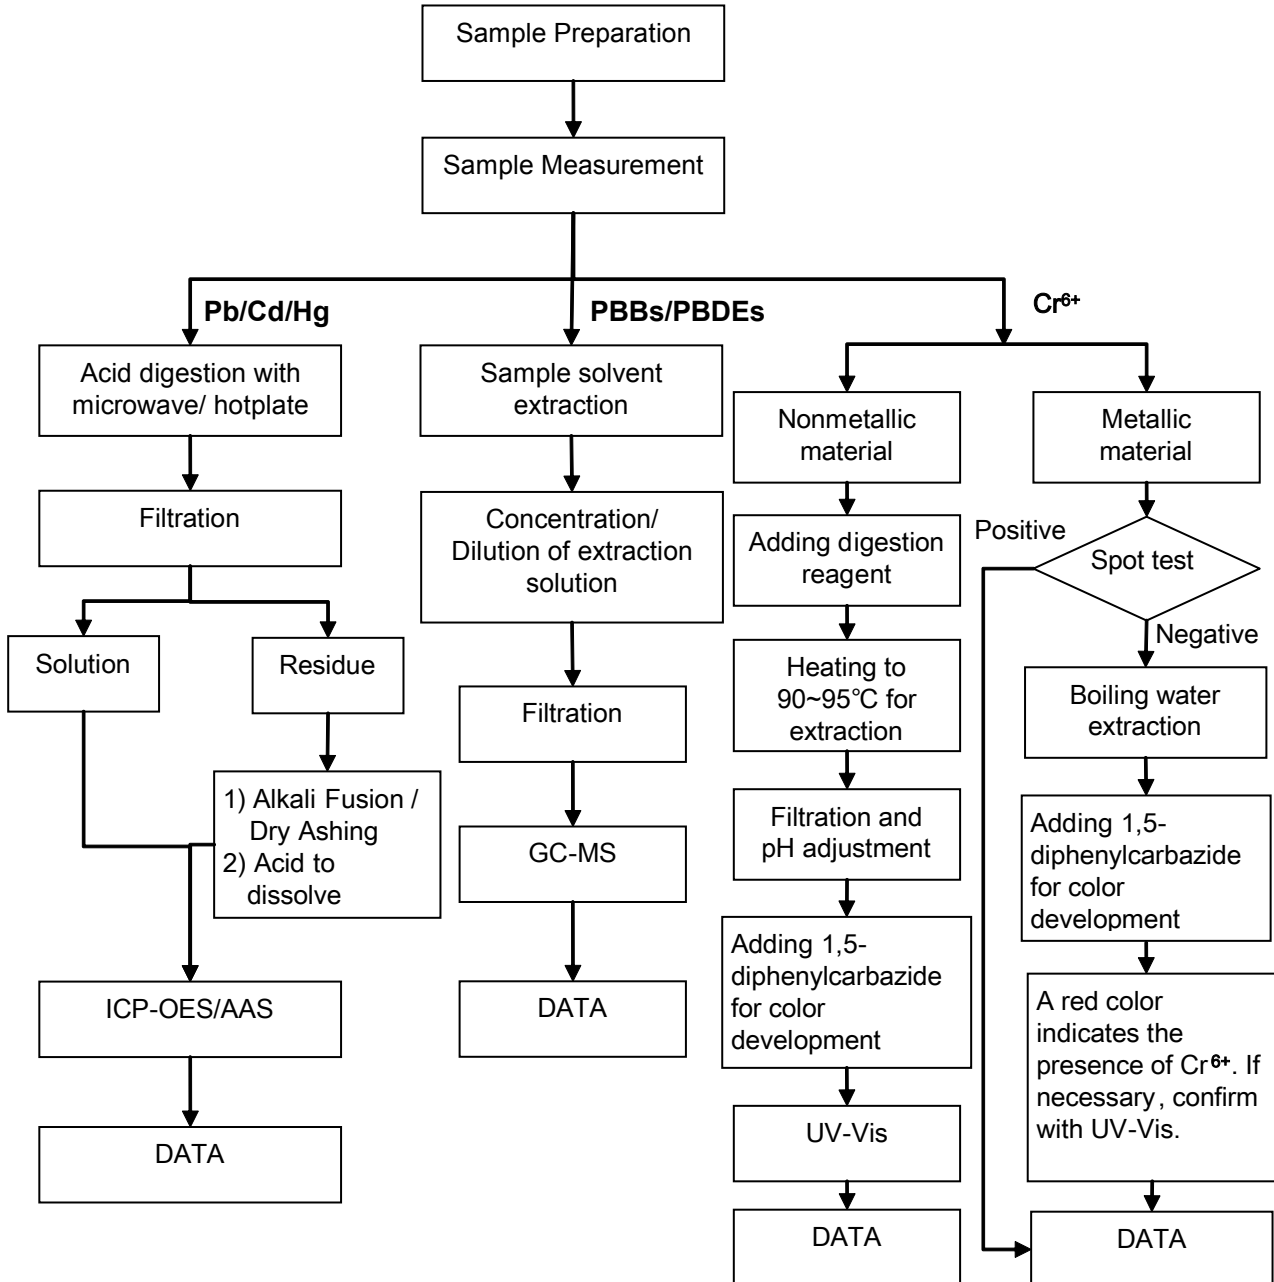 Sample Preparation
Sample Measurement
Pb/Cd/Hg
PBBs/PBDEs
Cr⁶⁺
Acid digestion with
microwave/ hotplate
Filtration
Solution
Residue
1) Alkali Fusion /
Dry Ashing
2) Acid to
dissolve
ICP-OES/AAS
DATA
Sample solvent
extraction
Concentration/
Dilution of extraction
solution
Filtration
GC-MS
DATA
Nonmetallic
material
Adding digestion
reagent
Heating to
90~95℃ for
extraction
Filtration and
pH adjustment
Adding 1,5-
diphenylcarbazide
for color
development
UV-Vis
DATA
Metallic
material
Positive
Spot test
Negative
Boiling water
extraction
Adding 1,5-
diphenylcarbazide
for color
development
A red color
indicates the
presence of Cr⁶⁺. If
necessary, confirm
with UV-Vis.
DATA